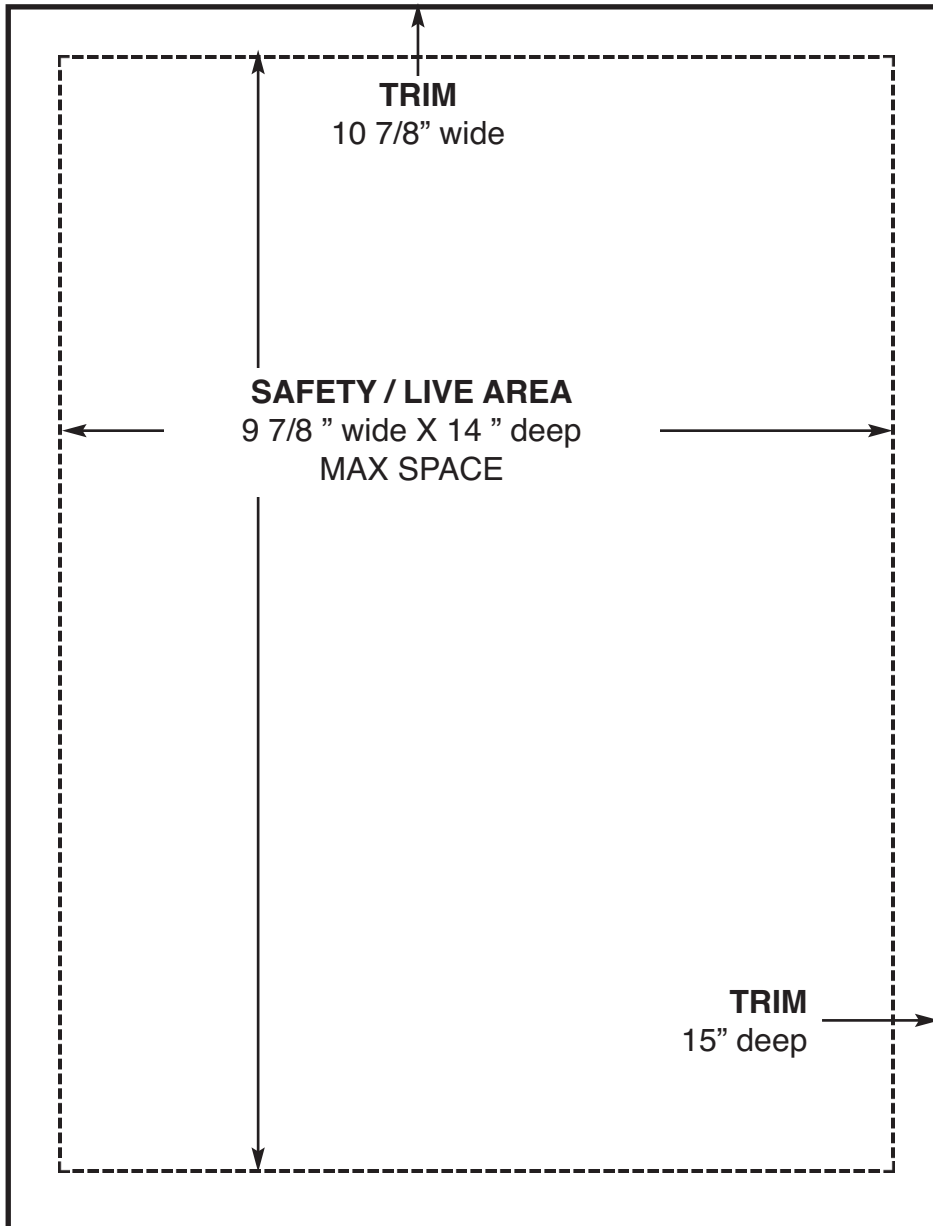 TRIM
10 7/8” wide
SAFETY / LIVE AREA
9 7/8 ” wide X 14 ” deep
MAX SPACE
TRIM
15” deep